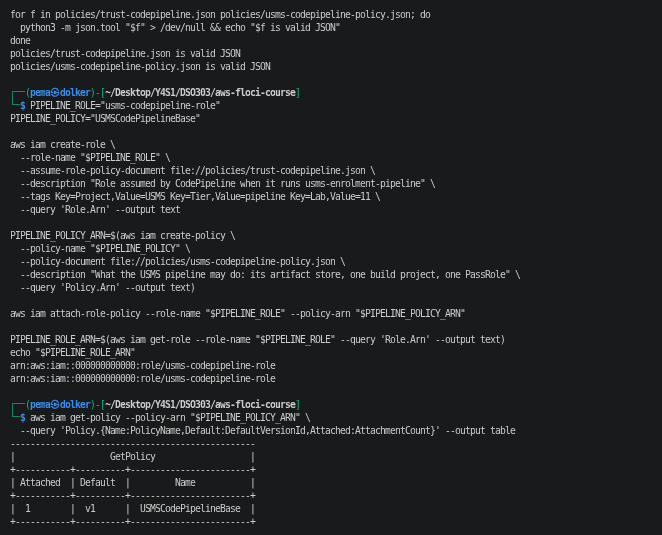 for f in policies/trust-codepipeline.json policies/usms-codepipeline-policy.json; do
  python3 -m json.tool "$f" > /dev/null && echo "$f is valid JSON"
done
policies/trust-codepipeline.json is valid JSON
policies/usms-codepipeline-policy.json is valid JSON

┌──(pema㉿dolker)-[~/Desktop/Y4S1/DSO303/aws-floci-course]
└─$ PIPELINE_ROLE="usms-codepipeline-role"
PIPELINE_POLICY="USMSCodePipelineBase"

aws iam create-role \
  --role-name "$PIPELINE_ROLE" \
  --assume-role-policy-document file://policies/trust-codepipeline.json \
  --description "Role assumed by CodePipeline when it runs usms-enrolment-pipeline" \
  --tags Key=Project,Value=USMS Key=Tier,Value=pipeline Key=Lab,Value=11 \
  --query 'Role.Arn' --output text

PIPELINE_POLICY_ARN=$(aws iam create-policy \
  --policy-name "$PIPELINE_POLICY" \
  --policy-document file://policies/usms-codepipeline-policy.json \
  --description "What the USMS pipeline may do: its artifact store, one build project, one PassRole" \
  --query 'Policy.Arn' --output text)

aws iam attach-role-policy --role-name "$PIPELINE_ROLE" --policy-arn "$PIPELINE_POLICY_ARN"

PIPELINE_ROLE_ARN=$(aws iam get-role --role-name "$PIPELINE_ROLE" --query 'Role.Arn' --output text)
echo "$PIPELINE_ROLE_ARN"
arn:aws:iam::000000000000:role/usms-codepipeline-role
arn:aws:iam::000000000000:role/usms-codepipeline-role

┌──(pema㉿dolker)-[~/Desktop/Y4S1/DSO303/aws-floci-course]
└─$ aws iam get-policy --policy-arn "$PIPELINE_POLICY_ARN" \
  --query 'Policy.{Name:PolicyName,Default:DefaultVersionId,Attached:AttachmentCount}' --output table
-------------------------------------------------
|                   GetPolicy                   |
+-----------+----------+------------------------+
| Attached  | Default  |         Name           |
+-----------+----------+------------------------+
|  1        |  v1      |  USMSCodePipelineBase  |
+-----------+----------+------------------------+